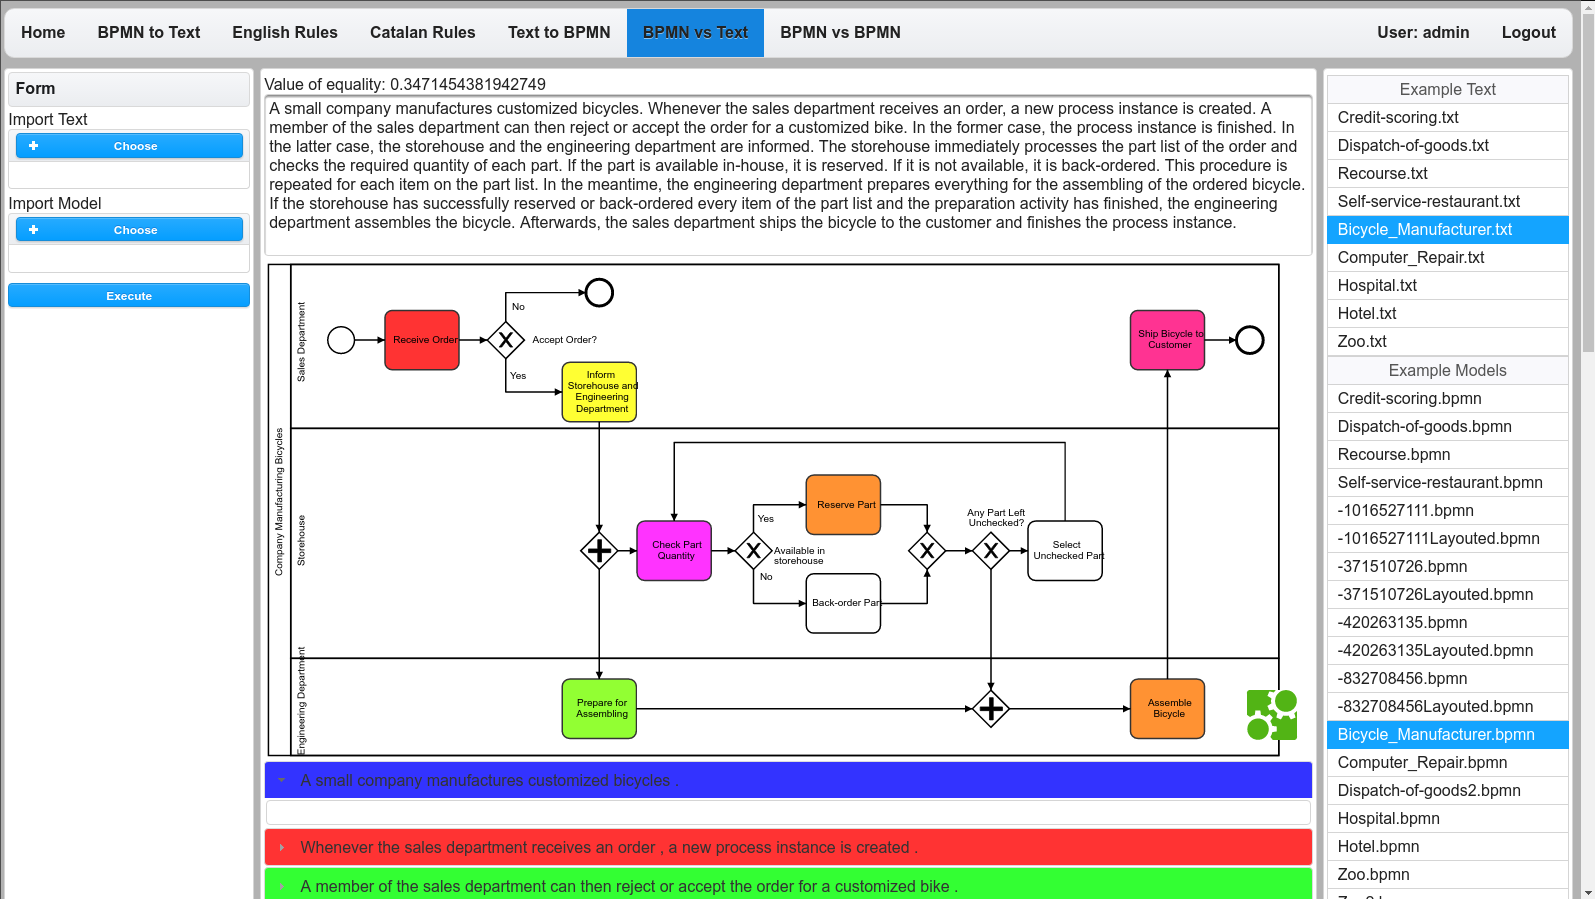 Home
BPMN to Text
English Rules
Catalan Rules
Text to BPMN
BPMN vs Text
BPMN vs BPMN
User: admin
Logout
Form
Import Text
Choose
Import Model
Choose
Execute
Value of equality: 0.3471454381942749
A small company manufactures customized bicycles. Whenever the sales department receives an order, a new process instance is created. A
member of the sales department can then reject or accept the order for a customized bike. In the former case, the process instance is finished. In
the latter case, the storehouse and the engineering department are informed. The storehouse immediately processes the part list of the order and
checks the required quantity of each part. If the part is available in-house, it is reserved. If it is not available, it is back-ordered. This procedure is
repeated for each item on the part list. In the meantime, the engineering department prepares everything for the assembling of the ordered bicycle.
If the storehouse has successfully reserved or back-ordered every item of the part list and the preparation activity has finished, the engineering
department assembles the bicycle. Afterwards, the sales department ships the bicycle to the customer and finishes the process instance.
Company Manufacturing Bicycles
Sales Department
Receive Order
No
Accept Order?
Yes
Inform
Storehouse and
Engineering
Department
Ship Bicycle to
Customer
Storehouse
Check Part
Quantity
Yes
Available in
storehouse
No
Reserve Part
Back-order Part
Any Part Left
Unchecked?
Select
Unchecked Part
Engineering Department
Prepare for
Assembling
Assemble
Bicycle
A small company manufactures customized bicycles .
Whenever the sales department receives an order , a new process instance is created .
A member of the sales department can then reject or accept the order for a customized bike .
Example Text
Credit-scoring.txt
Dispatch-of-goods.txt
Recourse.txt
Self-service-restaurant.txt
Bicycle_Manufacturer.txt
Computer_Repair.txt
Hospital.txt
Hotel.txt
Zoo.txt
Example Models
Credit-scoring.bpmn
Dispatch-of-goods.bpmn
Recourse.bpmn
Self-service-restaurant.bpmn
-1016527111.bpmn
-1016527111Layouted.bpmn
-371510726.bpmn
-371510726Layouted.bpmn
-420263135.bpmn
-420263135Layouted.bpmn
-832708456.bpmn
-832708456Layouted.bpmn
Bicycle_Manufacturer.bpmn
Computer_Repair.bpmn
Dispatch-of-goods2.bpmn
Hospital.bpmn
Hotel.bpmn
Zoo.bpmn